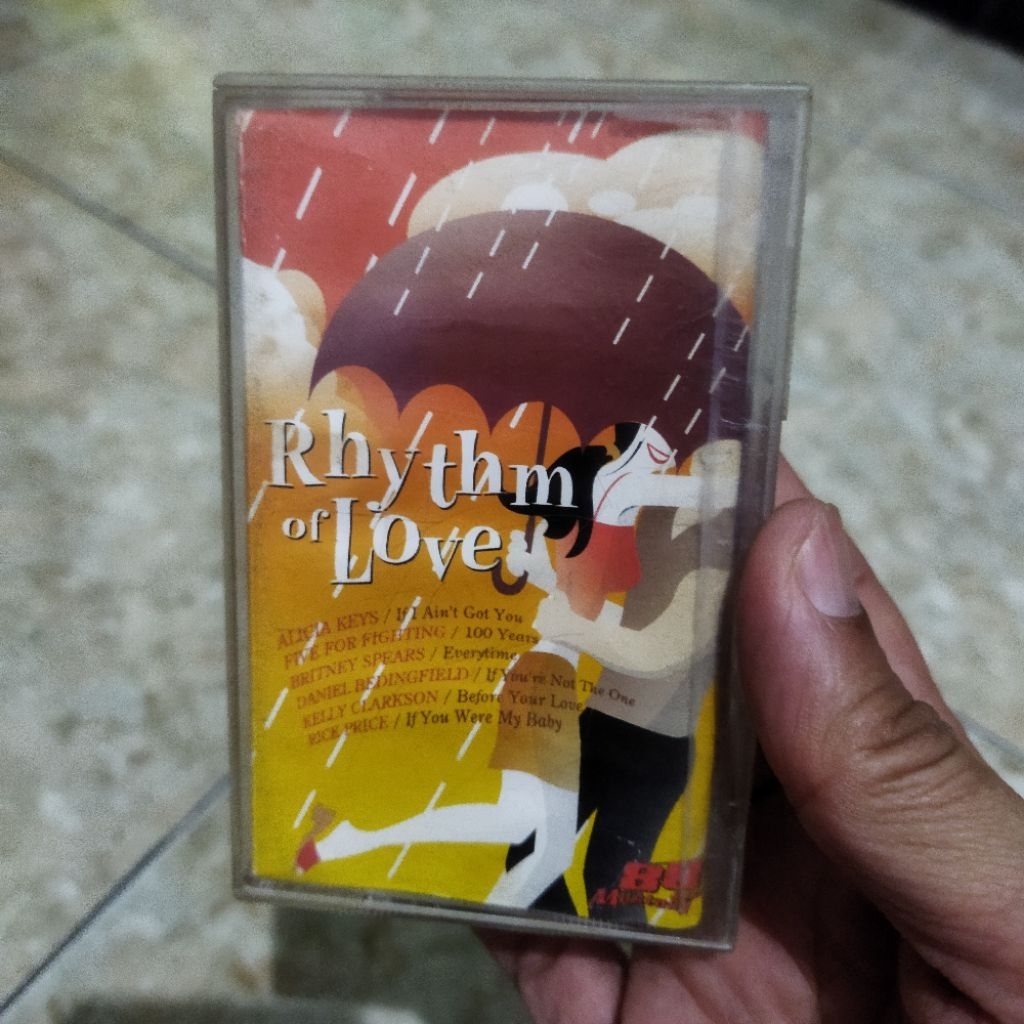 Rhythm
of Love
ALICIA KEYS / If I Ain't Got You
FIVE FOR FIGHTING / 100 Years
BRITNEY SPEARS / Everytime
DANIEL BEDINGFIELD / If You're Not The One
KELLY CLARKSON / Before Your Love
RICK PRICE / If You Were My Baby